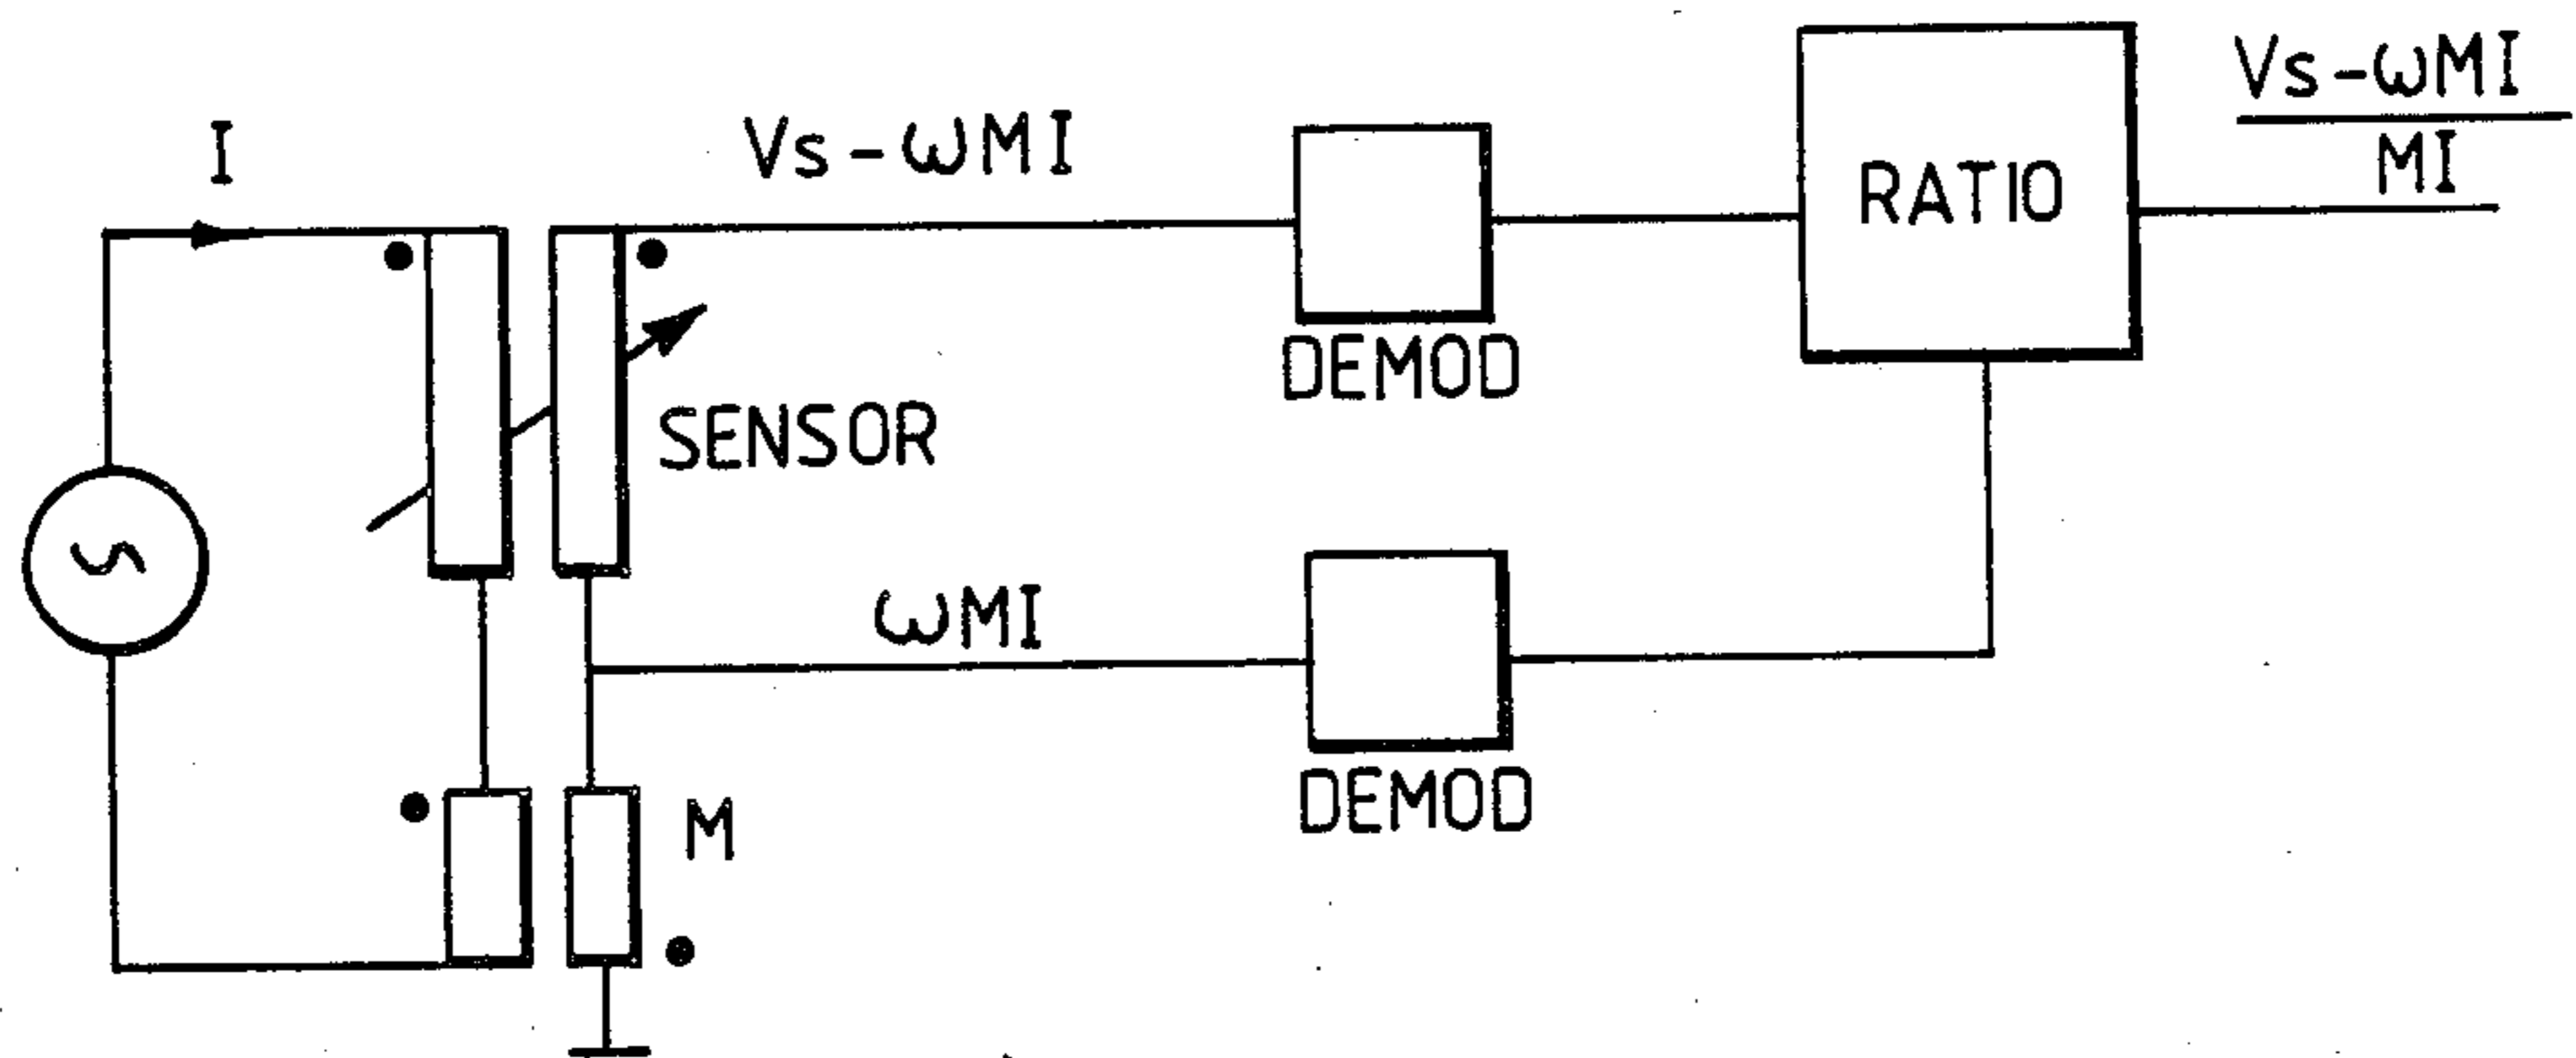 I
Vs-ωMI
Vs-ωMI
MI
RATIO
DEMOD
SENSOR
ωMI
DEMOD
M